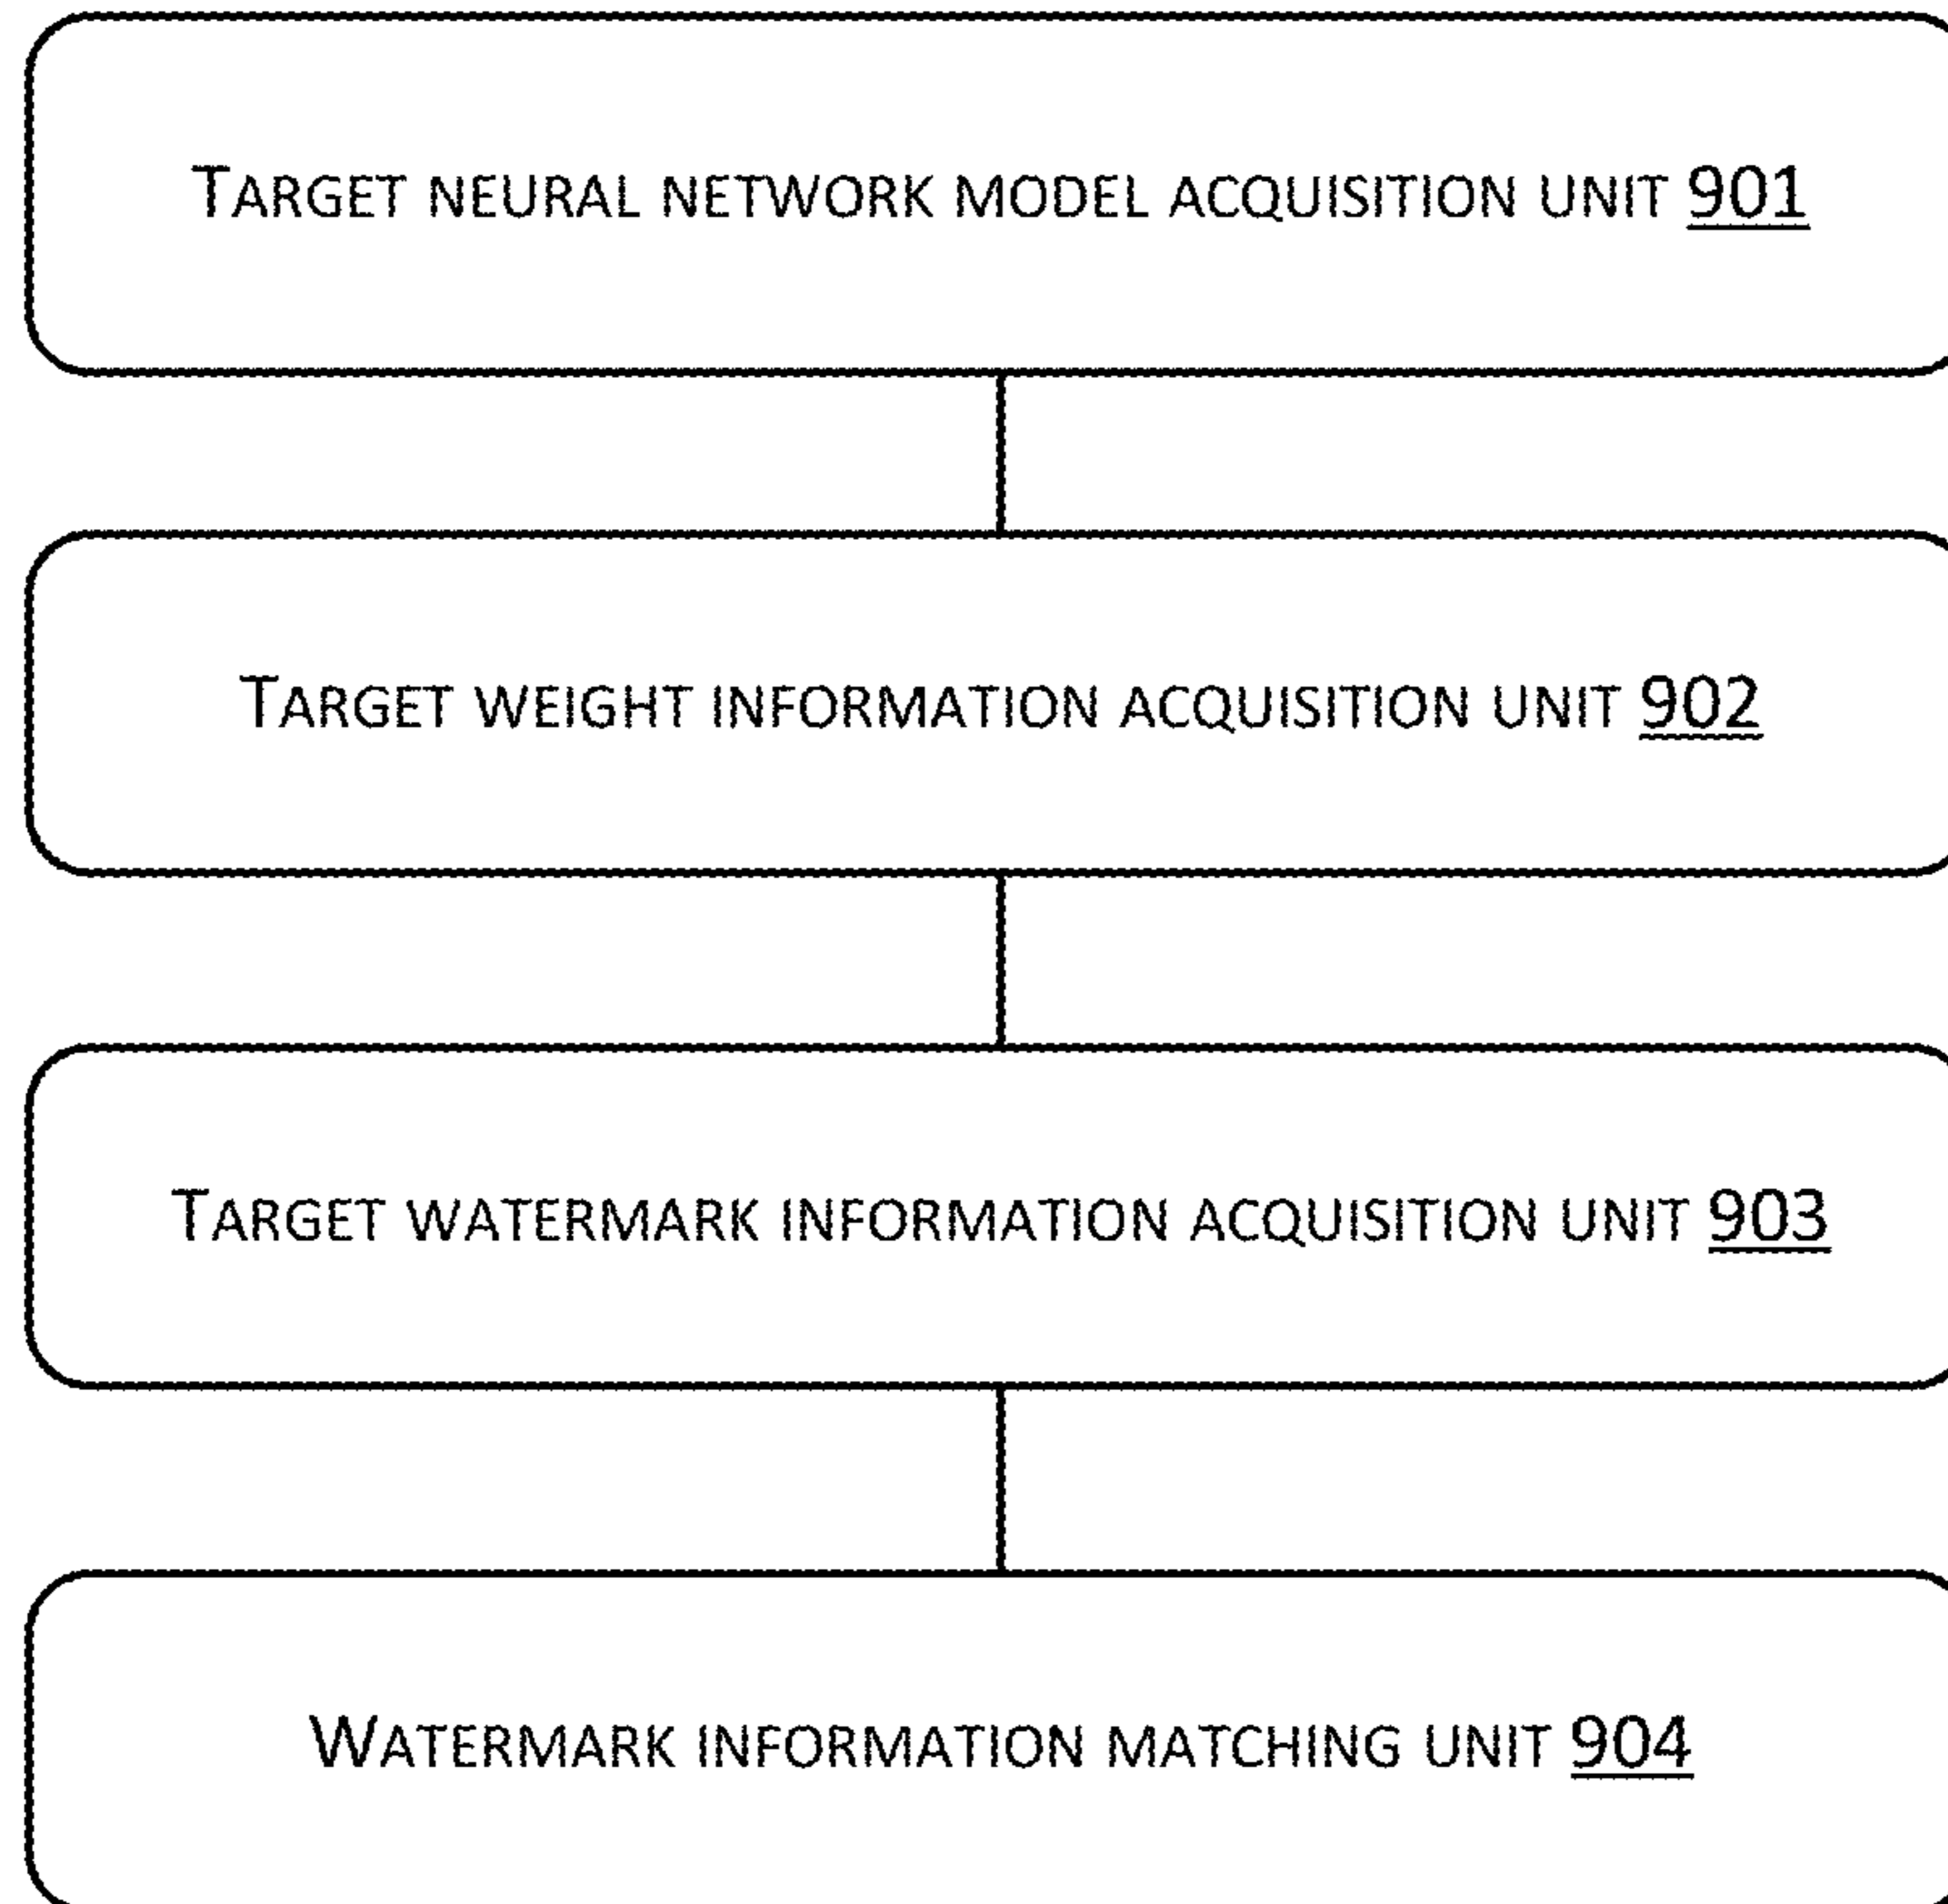 TARGET NEURAL NETWORK MODEL ACQUISITION UNIT 901
TARGET WEIGHT INFORMATION ACQUISITION UNIT 902
TARGET WATERMARK INFORMATION ACQUISITION UNIT 903
WATERMARK INFORMATION MATCHING UNIT 904